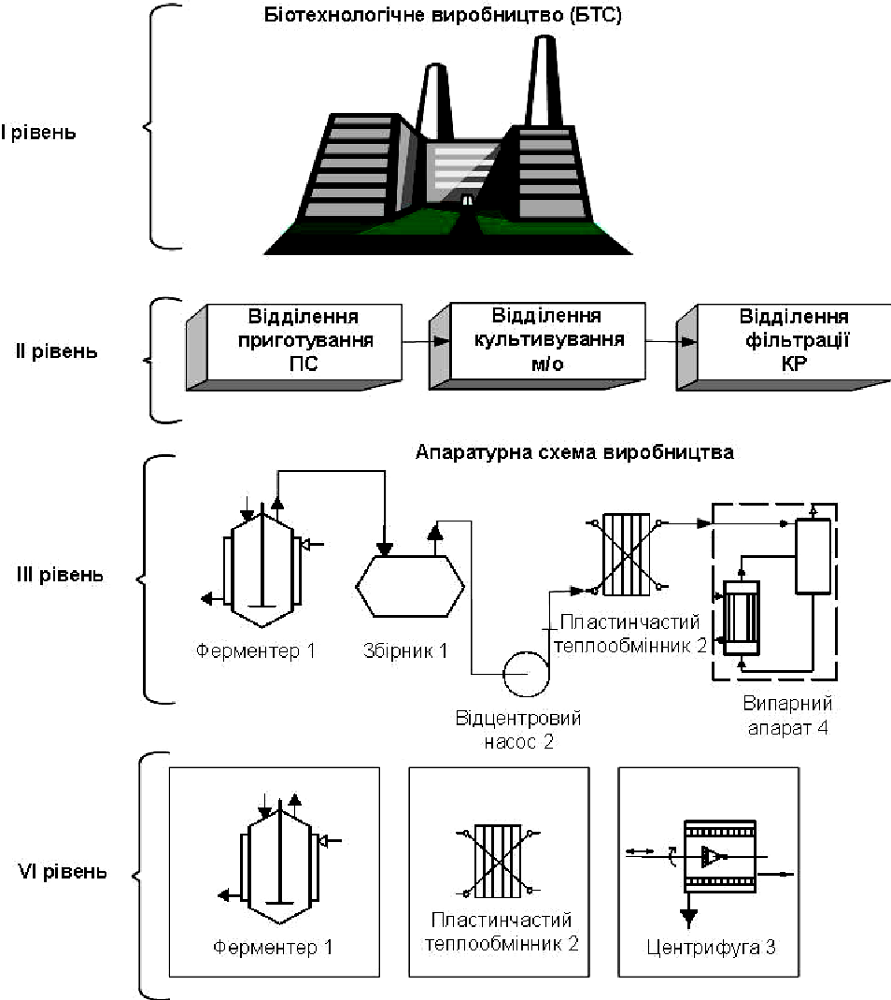 Біотехнологічне виробництво (БТС)
І рівень
ІІ рівень
Відділення
приготування
ПС
Відділення
культивування
м/о
Відділення
фільтрації
КР
Апаратурна схема виробництва
ІІІ рівень
Ферментер 1
Збірник 1
Відцентровий
насос 2
Пластинчастий
теплообмінник 2
Випарний
апарат 4
VI рівень
Ферментер 1
Пластинчастий
теплообмінник 2
Центрифуга 3